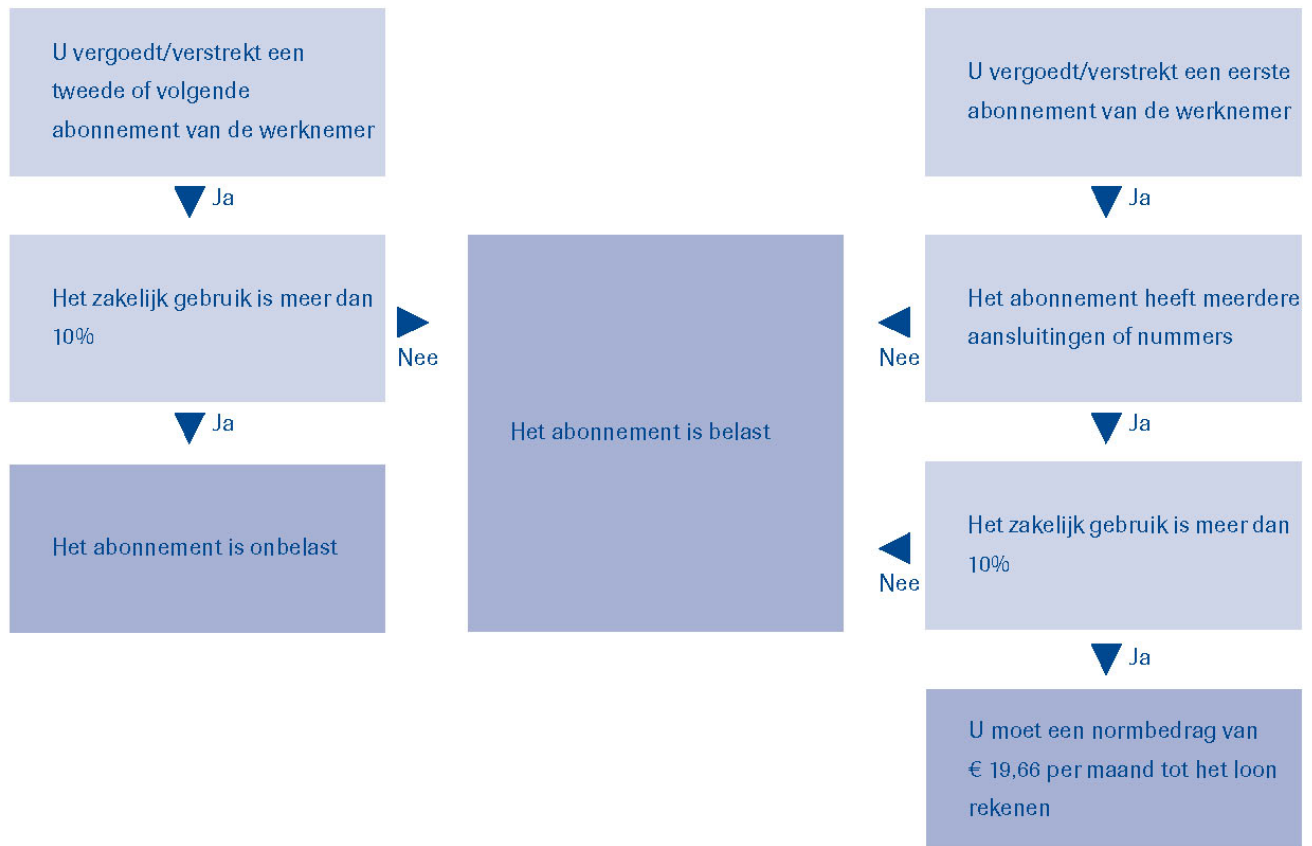 U vergoedt/verstrekt een
tweede of volgende
abonnement van de werknemer
Ja
Het zakelijk gebruik is meer dan
10%
Nee
Ja
Het abonnement is onbelast
Het abonnement is belast
U vergoedt/verstrekt een eerste
abonnement van de werknemer
Ja
Het abonnement heeft meerdere
aansluitingen of nummers
Nee
Ja
Het zakelijk gebruik is meer dan
10%
Nee
Ja
U moet een normbedrag van
€ 19,66 per maand tot het loon
rekenen